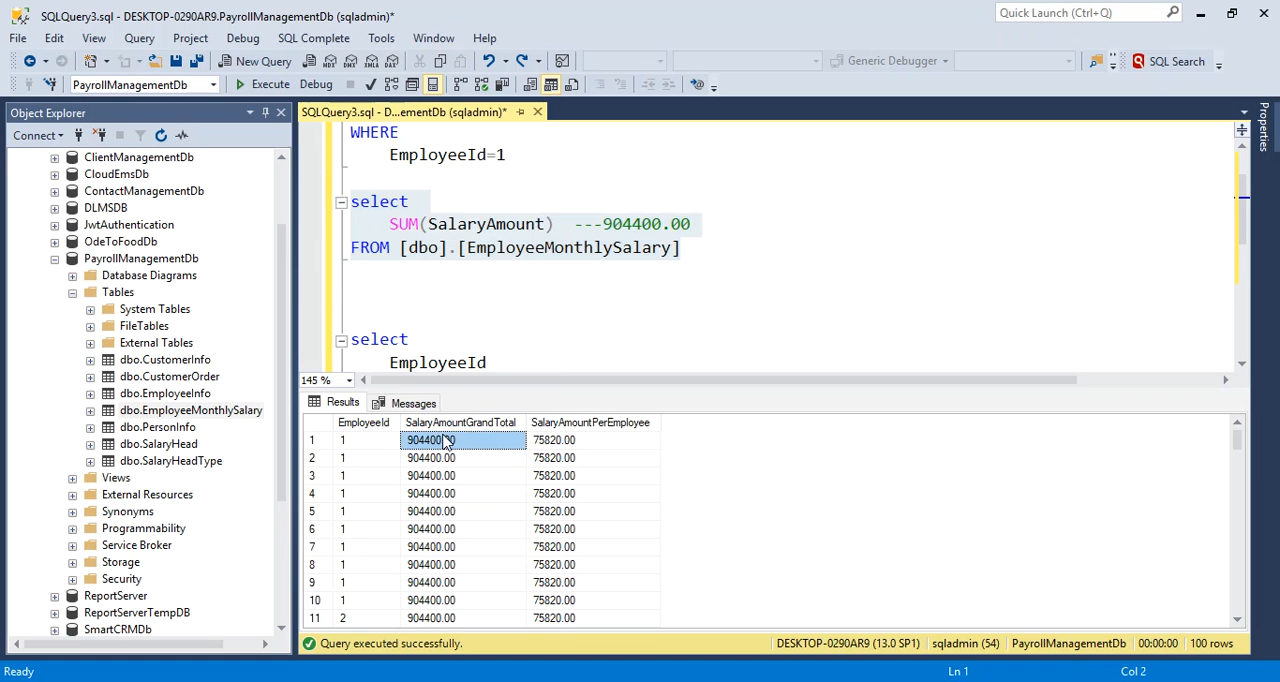 SQLQuery3.sql - DESKTOP-0290AR9.PayrollManagementDb (sqladmin)*
Quick Launch (Ctrl+Q)
File Edit View Query Project Debug SQL Complete Tools Window Help
New Query
Generic Debugger
SQL Search
PayrollManagementDb
Execute Debug
Object Explorer
SQLQuery3.sql - D...ementDb (sqladmin)*
Properties
Connect
ClientManagementDb
CloudEmsDb
ContactManagementDb
DLMSDB
JwtAuthentication
OdeToFoodDb
PayrollManagementDb
Database Diagrams
Tables
System Tables
FileTables
External Tables
dbo.CustomerInfo
dbo.CustomerOrder
dbo.EmployeeInfo
dbo.EmployeeMonthlySalary
dbo.PersonInfo
dbo.SalaryHead
dbo.SalaryHeadType
Views
External Resources
Synonyms
Programmability
Service Broker
Storage
Security
ReportServer
ReportServerTempDB
SmartCRMDb
WHERE
EmployeeId=1
select
SUM(SalaryAmount) ---904400.00
FROM [dbo].[EmployeeMonthlySalary]
select
EmployeeId
145 %
Results Messages
EmployeeId SalaryAmountGrandTotal SalaryAmountPerEmployee
1 1 904400.00 75820.00
2 1 904400.00 75820.00
3 1 904400.00 75820.00
4 1 904400.00 75820.00
5 1 904400.00 75820.00
6 1 904400.00 75820.00
7 1 904400.00 75820.00
8 1 904400.00 75820.00
9 1 904400.00 75820.00
10 1 904400.00 75820.00
11 2 904400.00 75820.00
Query executed successfully. DESKTOP-0290AR9 (13.0 SP1) sqladmin (54) PayrollManagementDb 00:00:00 100 rows
Ready Ln 1 Col 2